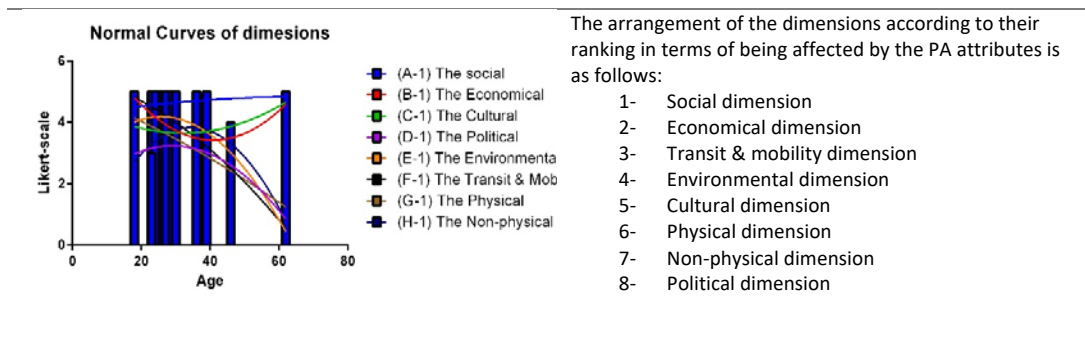 Normal Curves of dimesions
6
4
2
0
Likert-scale
0
20
40
60
80
Age
(A-1) The social
(B-1) The Economical
(C-1) The Cultural
(D-1) The Political
(E-1) The Environmenta
(F-1) The Transit & Mob
(G-1) The Physical
(H-1) The Non-physical
The arrangement of the dimensions according to their
ranking in terms of being affected by the PA attributes is
as follows:
1- Social dimension
2- Economical dimension
3- Transit & mobility dimension
4- Environmental dimension
5- Cultural dimension
6- Physical dimension
7- Non-physical dimension
8- Political dimension